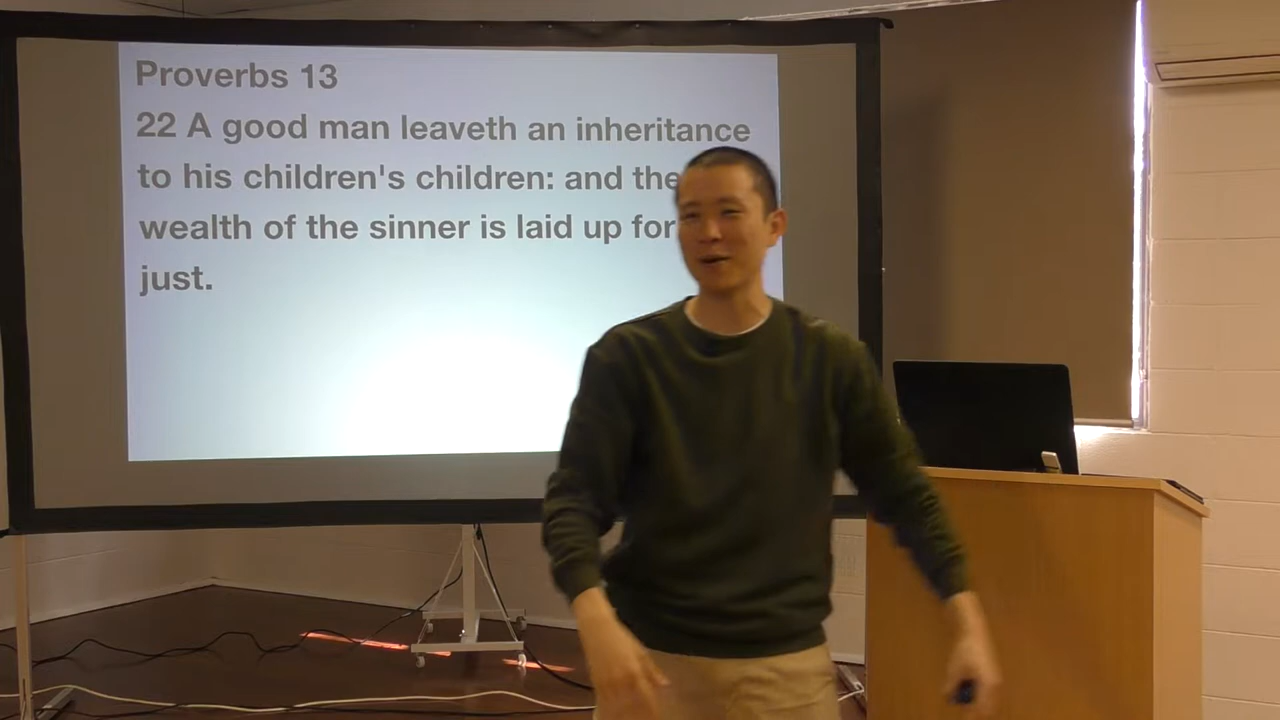 Proverbs 13
22 A good man leaveth an inheritance
to his children's children: and the
wealth of the sinner is laid up for
just.